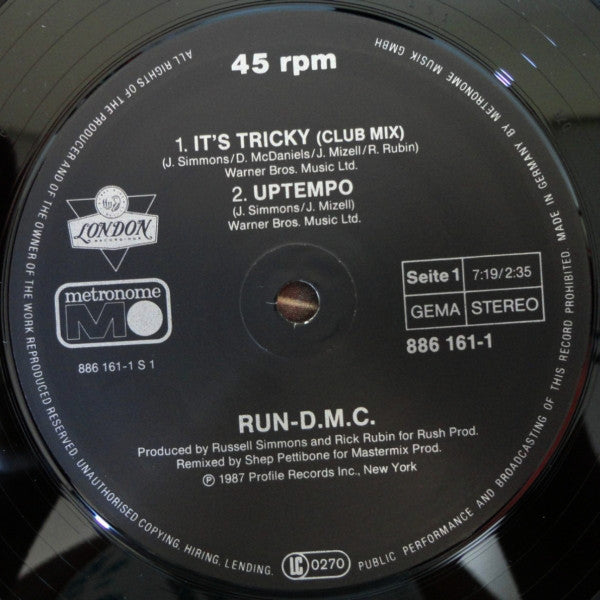 45 rpm
1. IT'S TRICKY (CLUB MIX)
(J. Simmons/D. McDaniels/J. Mizell/R. Rubin)
Warner Bros. Music Ltd.
2. UPTEMPO
(J. Simmons/J. Mizell)
Warner Bros. Music Ltd.
LONDON
RECORDINGS
metronome
886 161-1 S 1
Seite 1 7:19/2:35
GEMA STEREO
886 161-1
RUN-D.M.C.
Produced by Russell Simmons and Rick Rubin for Rush Prod.
Remixed by Shep Pettibone for Mastermix Prod.
℗ 1987 Profile Records Inc., New York
ALL RIGHTS OF THE PRODUCER AND OF THE OWNER OF THE WORK REPRODUCED RESERVED. UNAUTHORISED COPYING, HIRING, LENDING, PUBLIC PERFORMANCE AND BROADCASTING OF THIS RECORD PROHIBITED. MADE IN GERMANY BY METRONOME MUSIK GMBH
LC 0270